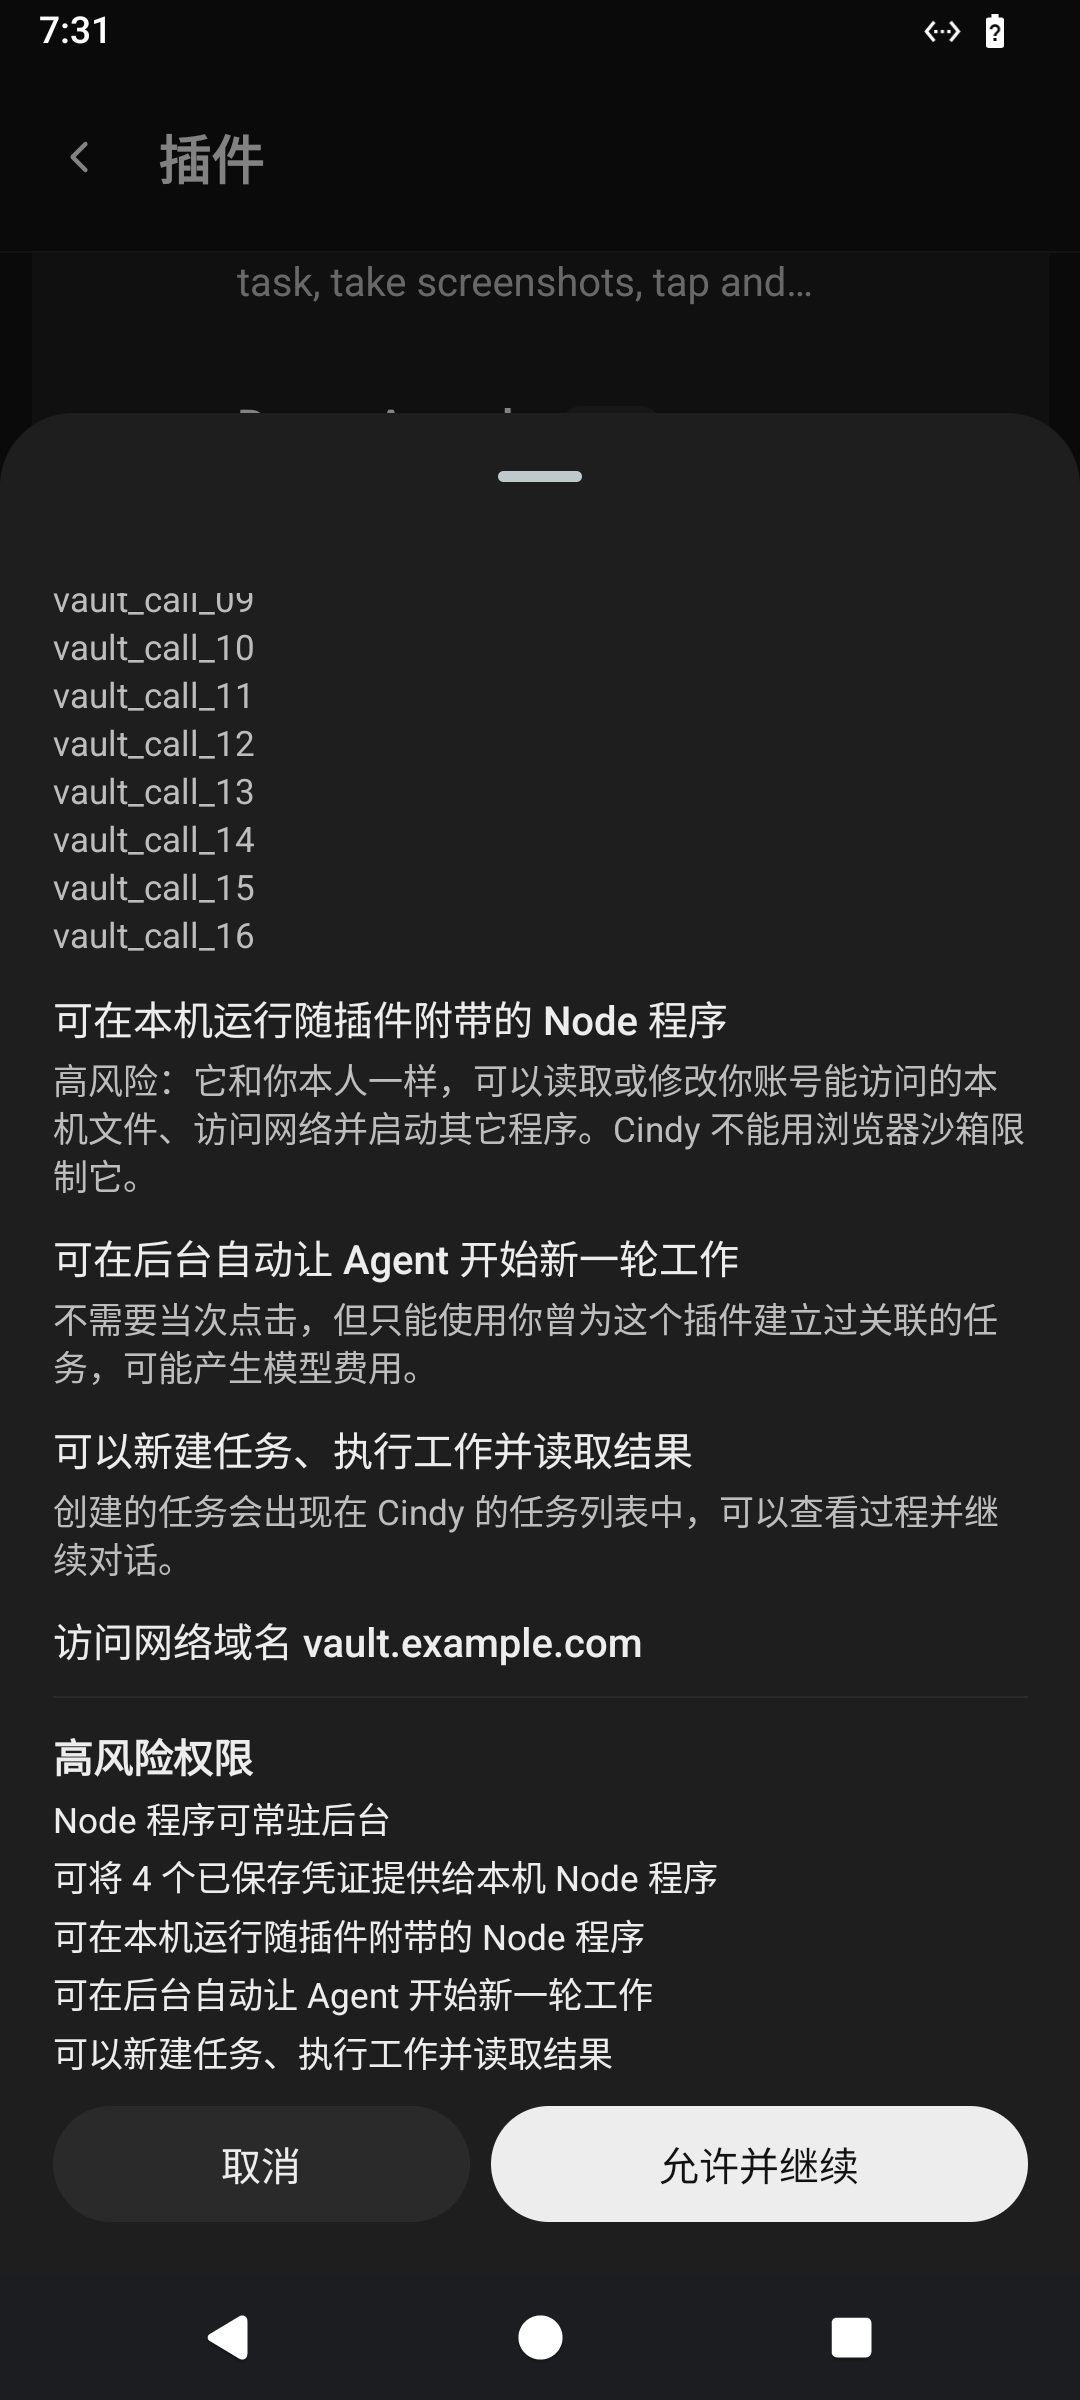 7:31
插件
task, take screenshots, tap and…
vault_call_09
vault_call_10
vault_call_11
vault_call_12
vault_call_13
vault_call_14
vault_call_15
vault_call_16
可在本机运行随插件附带的 Node 程序
高风险：它和你本人一样，可以读取或修改你账号能访问的本
机文件、访问网络并启动其它程序。Cindy 不能用浏览器沙箱限
制它。
可在后台自动让 Agent 开始新一轮工作
不需要当次点击，但只能使用你曾为这个插件建立过关联的任
务，可能产生模型费用。
可以新建任务、执行工作并读取结果
创建的任务会出现在 Cindy 的任务列表中，可以查看过程并继
续对话。
访问网络域名 vault.example.com
高风险权限
Node 程序可常驻后台
可将 4 个已保存凭证提供给本机 Node 程序
可在本机运行随插件附带的 Node 程序
可在后台自动让 Agent 开始新一轮工作
可以新建任务、执行工作并读取结果
取消
允许并继续